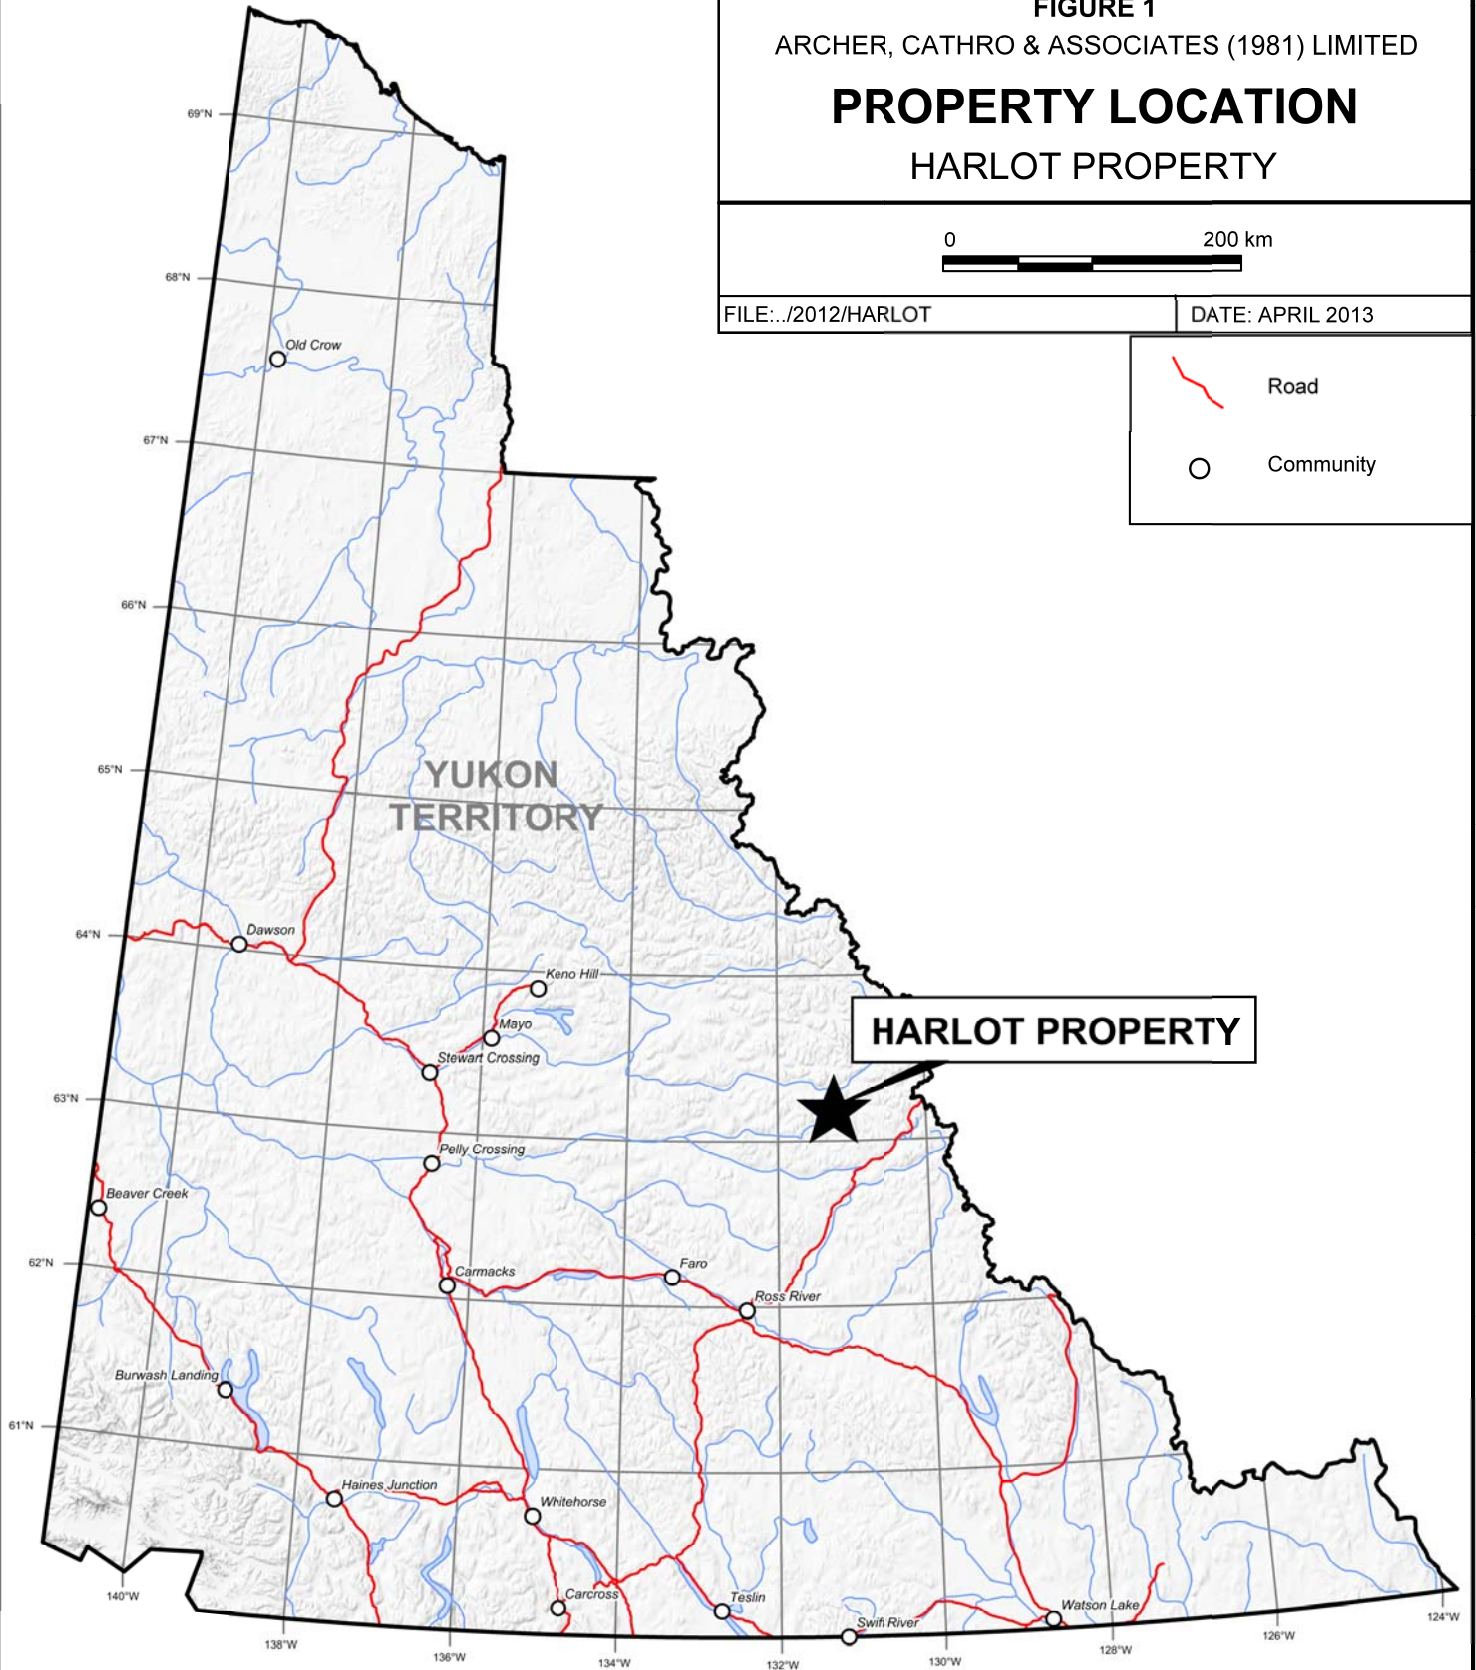 FIGURE 1
ARCHER, CATHRO & ASSOCIATES (1981) LIMITED
PROPERTY LOCATION
HARLOT PROPERTY
0 200 km
FILE:../2012/HARLOT DATE: APRIL 2013
Road
Community
69°N
68°N
Old Crow
67°N
66°N
65°N
YUKON
TERRITORY
64°N
Dawson
Keno Hill
HARLOT PROPERTY
Mayo
Stewart Crossing
63°N
Pelly Crossing
Beaver Creek
62°N
Carmacks
Faro
Ross River
Burwash Landing
61°N
Haines Junction
Whitehorse
Carcross
Teslin
Swift River
Watson Lake
140°W
138°W
136°W
134°W
132°W
130°W
128°W
126°W
124°W